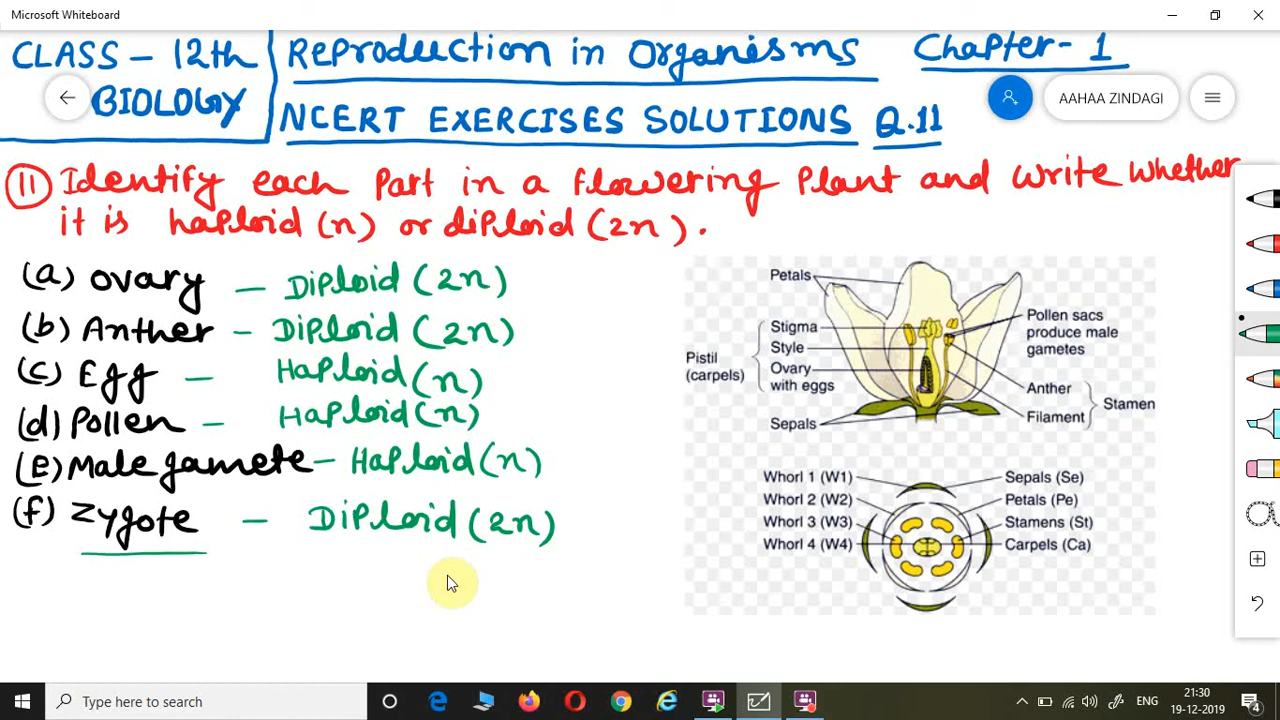 Microsoft Whiteboard
CLASS - 12th
BIOLOGY
Reproduction in Organisms Chapter - 1
NCERT EXERCISES SOLUTIONS Q.11
AAHAA ZINDAGI
(11) Identify each Part in a flowering Plant and write whether
it is haploid (n) or diploid (2n).
(a) Ovary - Diploid (2n)
(b) Anther - Diploid (2n)
(c) Egg - Haploid (n)
(d) Pollen - Haploid (n)
(e) Male gamete - Haploid (n)
(f) Zygote - Diploid (2n)
Petals
Stigma
Style
Ovary
with eggs
Pistil
(carpels)
Sepals
Pollen sacs
produce male
gametes
Anther
Filament
Stamen
Whorl 1 (W1) Sepals (Se)
Whorl 2 (W2) Petals (Pe)
Whorl 3 (W3) Stamens (St)
Whorl 4 (W4) Carpels (Ca)
Type here to search
ENG
21:30
19-12-2019
4